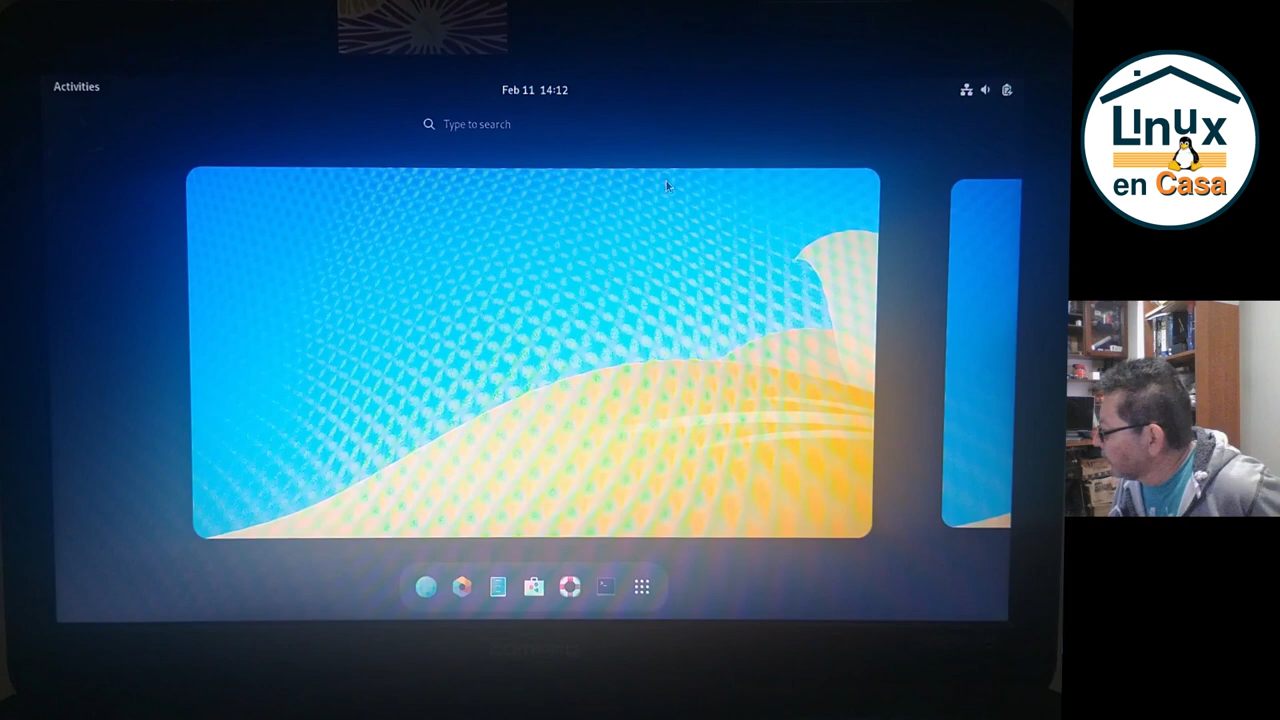 Activities
Feb 11 14:12
Type to search
Linux
en Casa